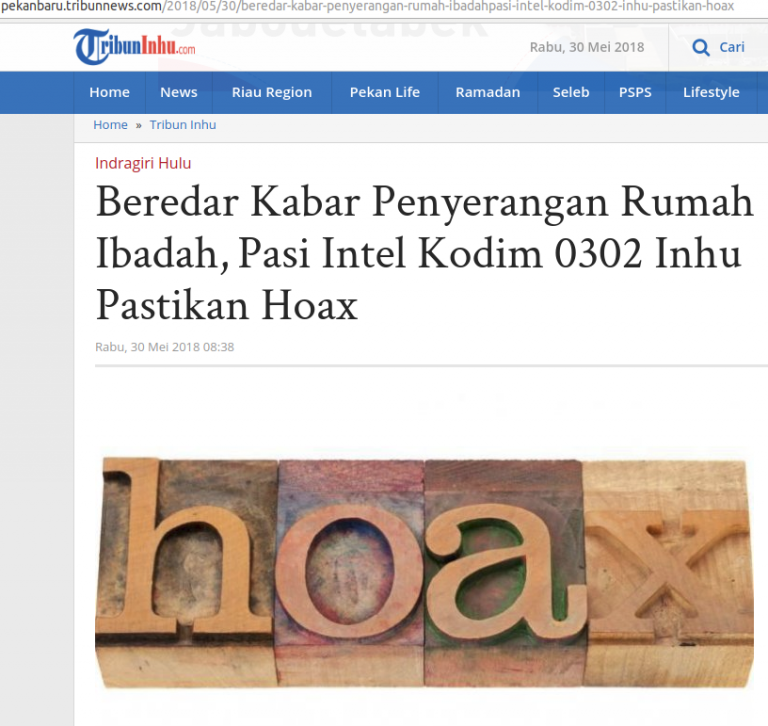 pekanbaru.tribunnews.com/2018/05/30/beredar-kabar-penyerangan-rumah-ibadahpasi-intel-kodim-0302-inhu-pastikan-hoax
TribunInhu.com
Rabu, 30 Mei 2018
Cari
Home News Riau Region Pekan Life Ramadan Seleb PSPS Lifestyle
Home » Tribun Inhu
Indragiri Hulu
Beredar Kabar Penyerangan Rumah
Ibadah, Pasi Intel Kodim 0302 Inhu
Pastikan Hoax
Rabu, 30 Mei 2018 08:38
hoax